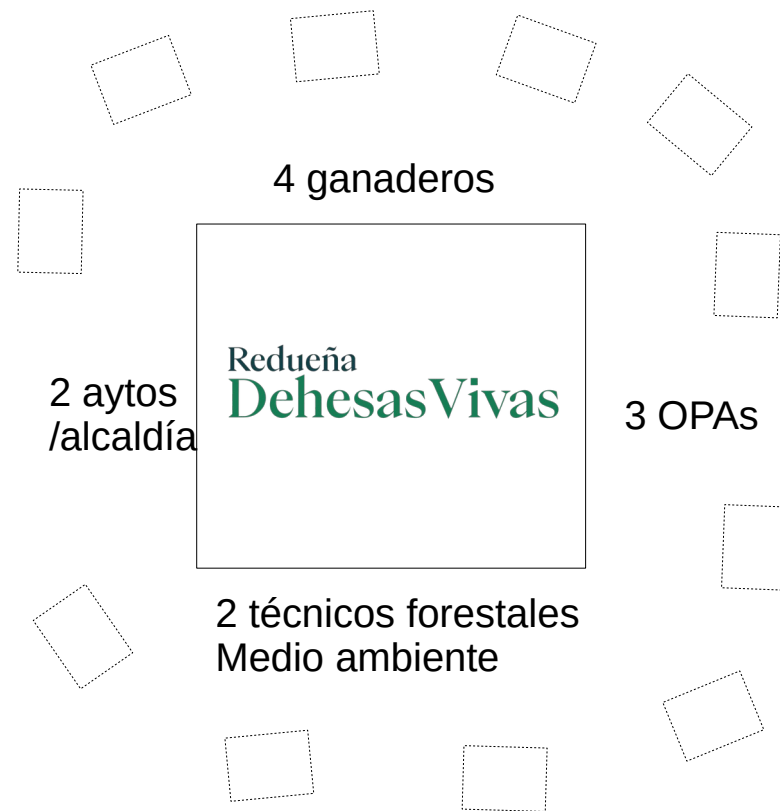 4 ganaderos
Redueña
DehesasVivas
2 aytos
/alcaldía
3 OPAs
2 técnicos forestales
Medio ambiente